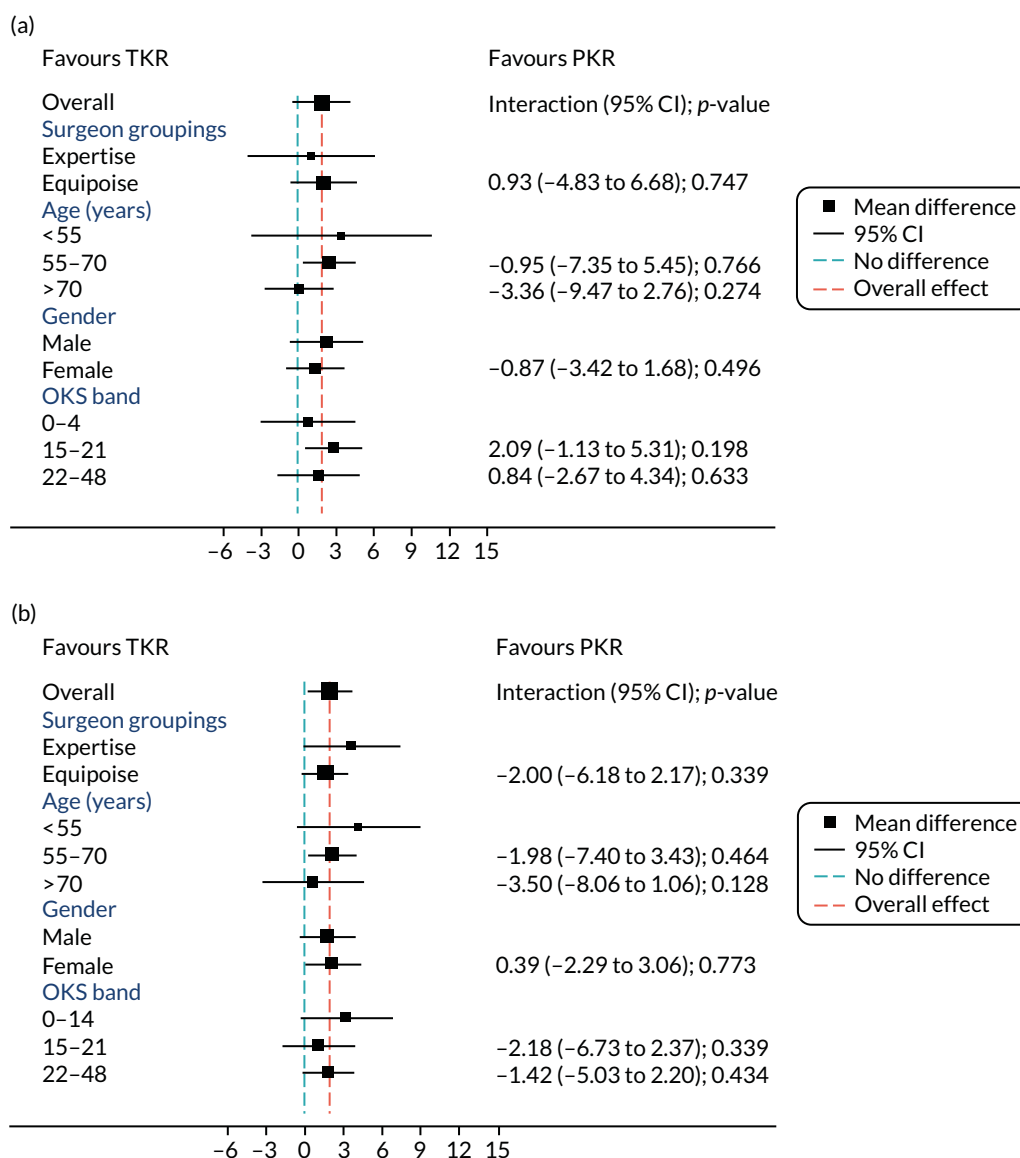 (a)
Favours TKR Favours PKR
Overall Interaction (95% CI); p-value
Surgeon groupings
Expertise
Equipoise 0.93 (–4.83 to 6.68); 0.747
Age (years)
<55
55–70 –0.95 (–7.35 to 5.45); 0.766
>70 –3.36 (–9.47 to 2.76); 0.274
Gender
Male
Female –0.87 (–3.42 to 1.68); 0.496
OKS band
0–4
15–21 2.09 (–1.13 to 5.31); 0.198
22–48 0.84 (–2.67 to 4.34); 0.633
–6 –3 0 3 6 9 12 15
Mean difference
95% CI
No difference
Overall effect
(b)
Favours TKR Favours PKR
Overall Interaction (95% CI); p-value
Surgeon groupings
Expertise
Equipoise –2.00 (–6.18 to 2.17); 0.339
Age (years)
<55
55–70 –1.98 (–7.40 to 3.43); 0.464
>70 –3.50 (–8.06 to 1.06); 0.128
Gender
Male
Female 0.39 (–2.29 to 3.06); 0.773
OKS band
0–14
15–21 –2.18 (–6.73 to 2.37); 0.339
22–48 –1.42 (–5.03 to 2.20); 0.434
–6 –3 0 3 6 9 12 15
Mean difference
95% CI
No difference
Overall effect